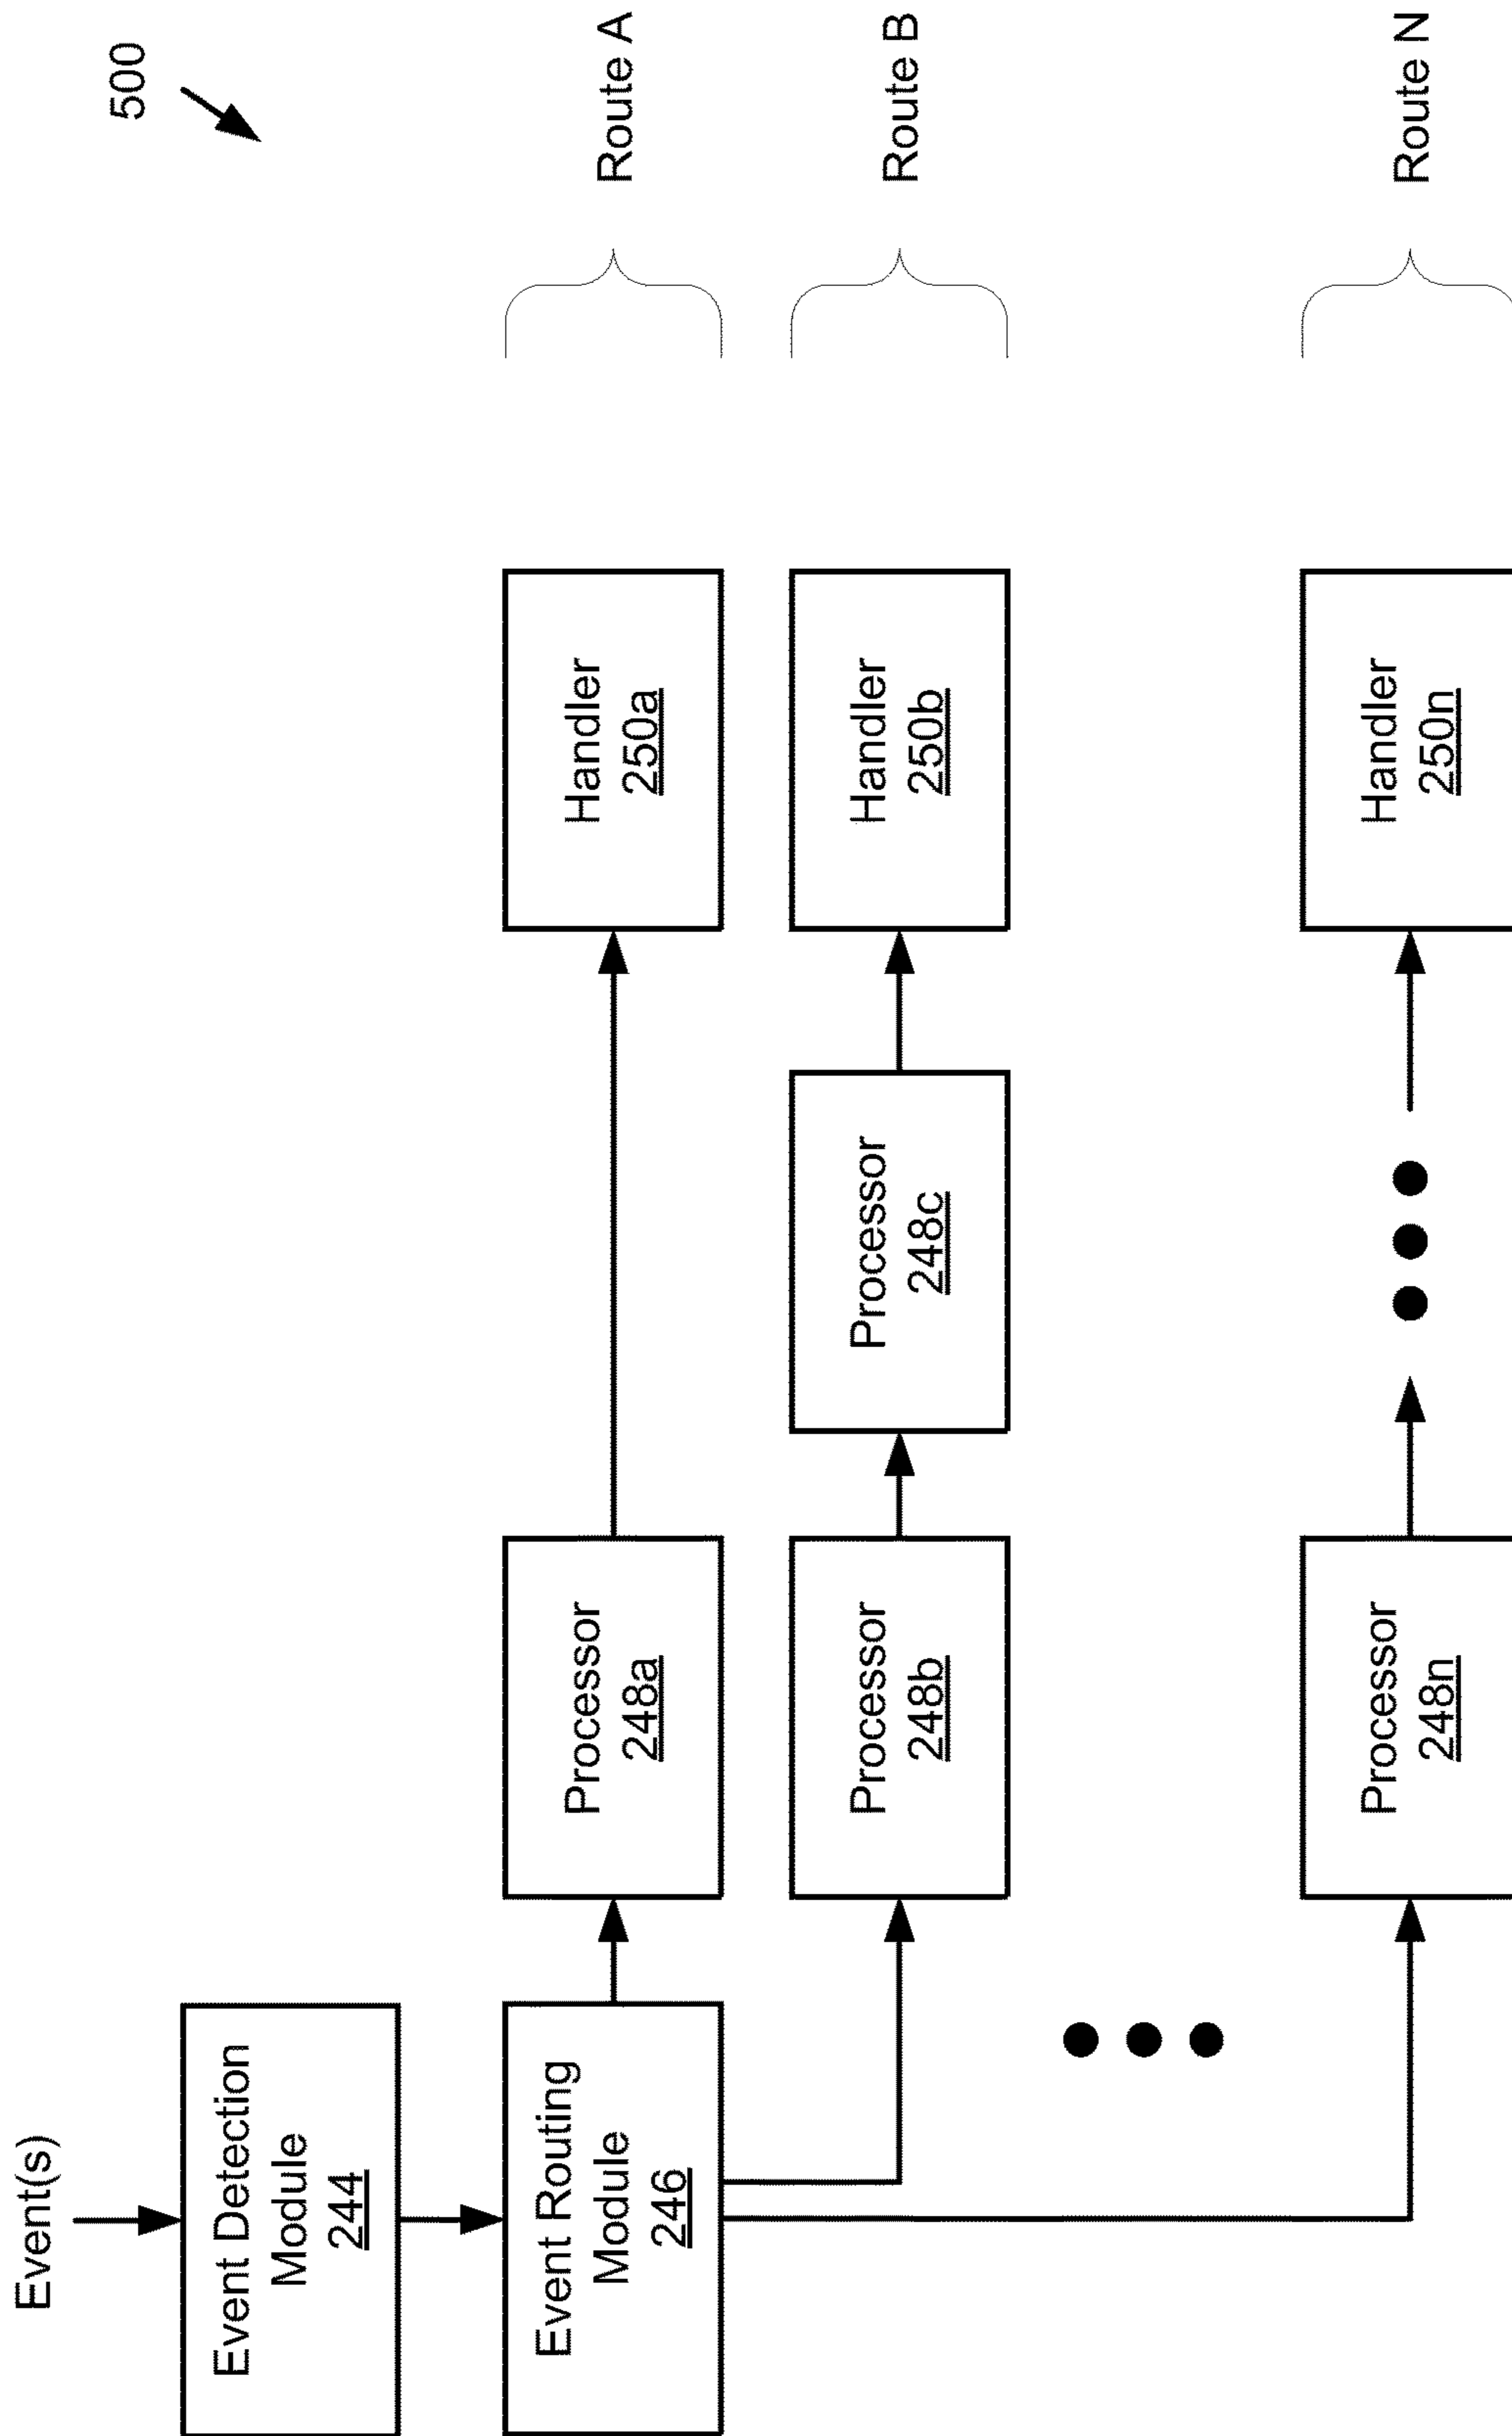 500
Event(s)
Event Detection
Module
244
Event Routing
Module
246
Processor
248a
Handler
250a
Route A
Processor
248b
Processor
248c
Handler
250b
Route B
Processor
248n
Handler
250n
Route N